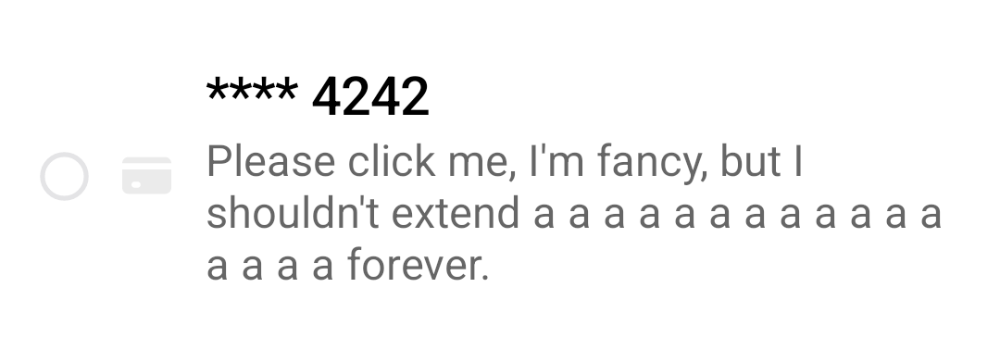 **** 4242
Please click me, I'm fancy, but I
shouldn't extend a a a a a a a a a a a a
a a a a forever.